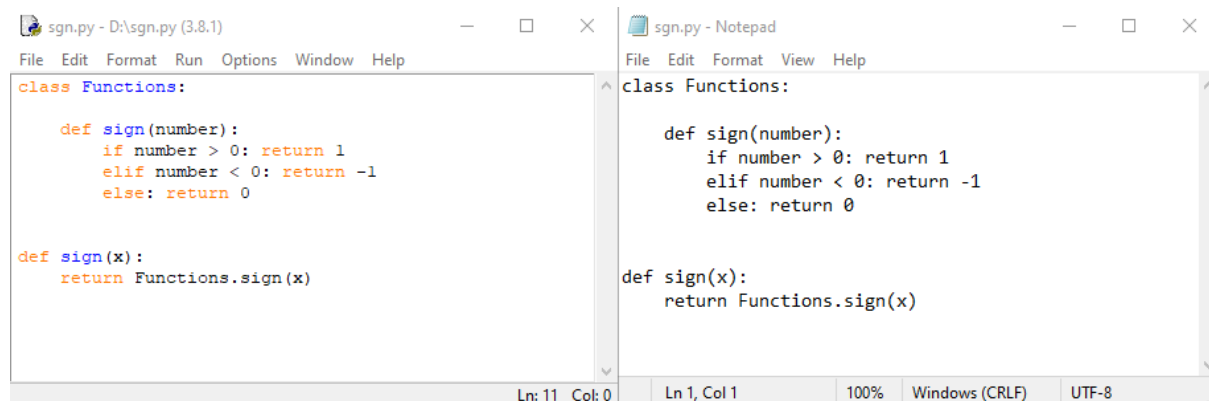 sgn.py - D:\sgn.py (3.8.1)
File Edit Format Run Options Window Help
class Functions:
    def sign(number):
        if number > 0: return 1
        elif number < 0: return -1
        else: return 0
def sign(x):
    return Functions.sign(x)
Ln: 11 Col: 0
sgn.py - Notepad
File Edit Format View Help
class Functions:
    def sign(number):
        if number > 0: return 1
        elif number < 0: return -1
        else: return 0
def sign(x):
    return Functions.sign(x)
Ln 1, Col 1 100% Windows (CRLF) UTF-8